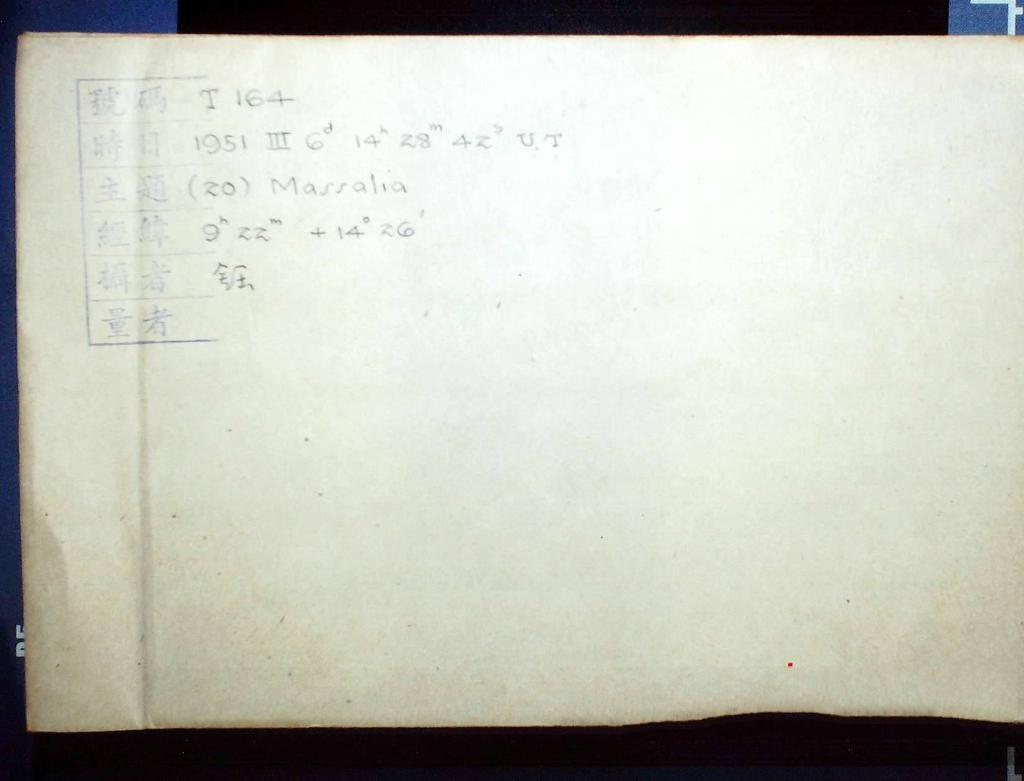 號碼 T 164
時日 1951 III 6ᵈ 14ʰ 28ᵐ 42ˢ U.T
主題 (20) Massalia
經緯 9ʰ 22ᵐ +14° 26′
攝者 鈺
量者